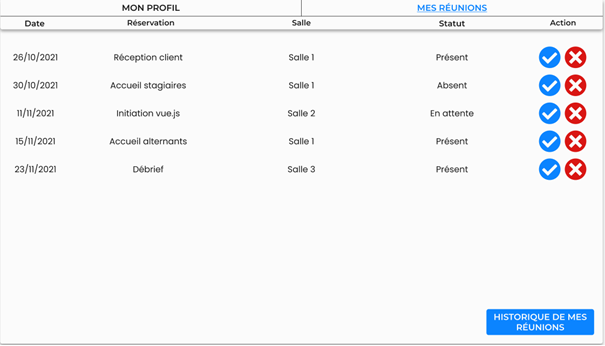 MON PROFIL MES RÉUNIONS
Date Réservation Salle Statut Action
26/10/2021 Réception client Salle 1 Présent
30/10/2021 Accueil stagiaires Salle 1 Absent
11/11/2021 Initiation vue.js Salle 2 En attente
15/11/2021 Accueil alternants Salle 1 Présent
23/11/2021 Débrief Salle 3 Présent
HISTORIQUE DE MES
RÉUNIONS